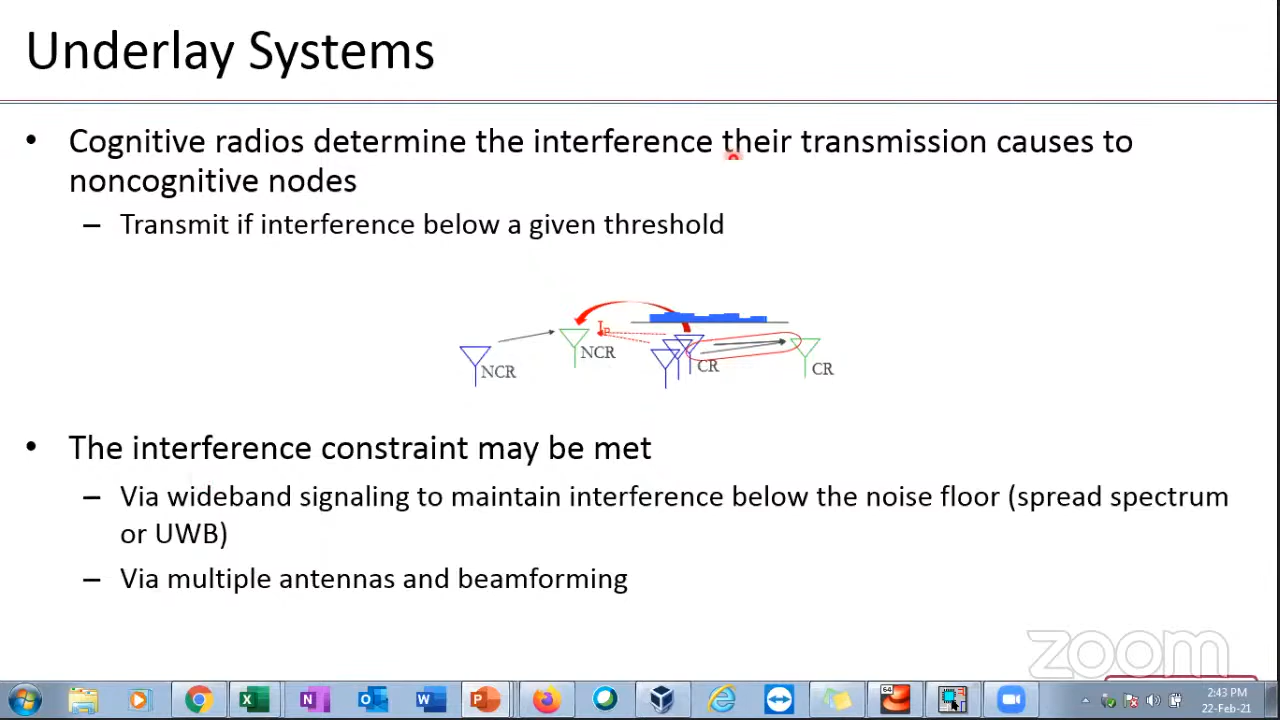 Underlay Systems
• Cognitive radios determine the interference their transmission causes to
noncognitive nodes
– Transmit if interference below a given threshold
NCR
NCR
CR
CR
• The interference constraint may be met
– Via wideband signaling to maintain interference below the noise floor (spread spectrum
or UWB)
– Via multiple antennas and beamforming
zoom
64
2:43 PM
22-Feb-21